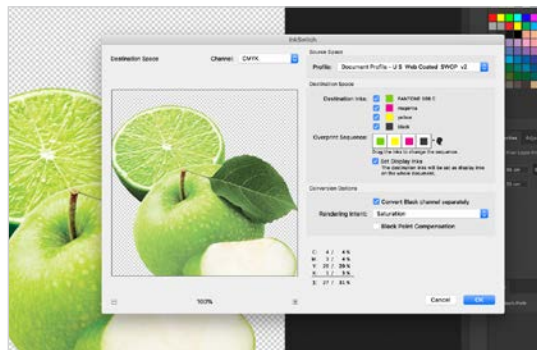 InkSwitch
Destination Space
Channel: CMYK
Source Space
Profile: Document Profile - U.S. Web Coated (SWOP) v2
Destination Space
Destination Inks:
magenta
yellow
black
Overprint Sequence:
Drag the inks to change the sequence.
Set Display Inks
The destination inks will be set as display inks
on the whole document.
Conversion Options
Convert Black channel separately
Rendering Intent: Saturation
Black Point Compensation
C: 4 / 4%
100%
Cancel
OK